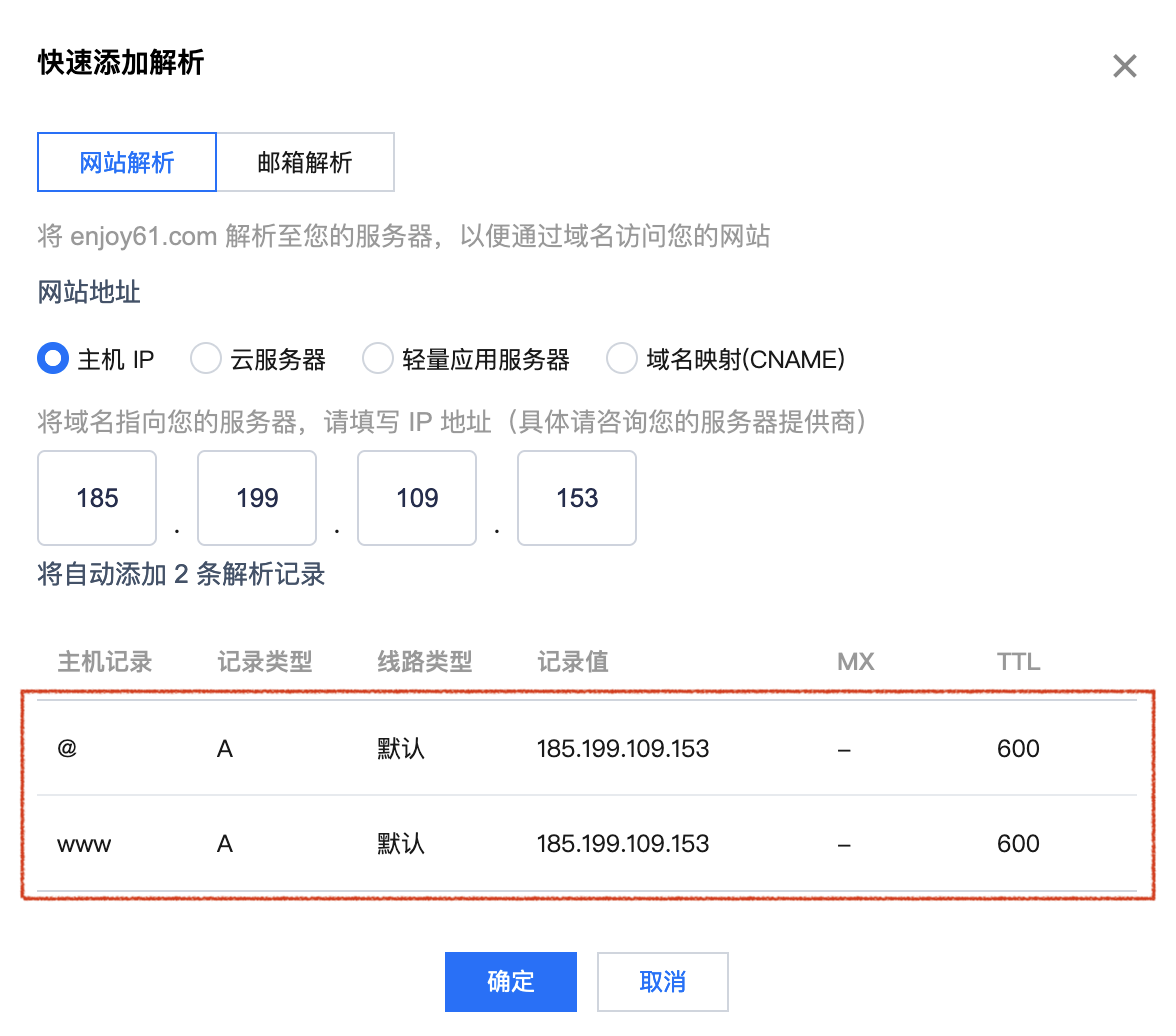 快速添加解析
网站解析 邮箱解析
将 enjoy61.com 解析至您的服务器，以便通过域名访问您的网站
网站地址
主机 IP 云服务器 轻量应用服务器 域名映射(CNAME)
将域名指向您的服务器，请填写 IP 地址（具体请咨询您的服务器提供商）
185 . 199 . 109 . 153
将自动添加 2 条解析记录
主机记录 记录类型 线路类型 记录值 MX TTL
@ A 默认 185.199.109.153 – 600
www A 默认 185.199.109.153 – 600
确定 取消